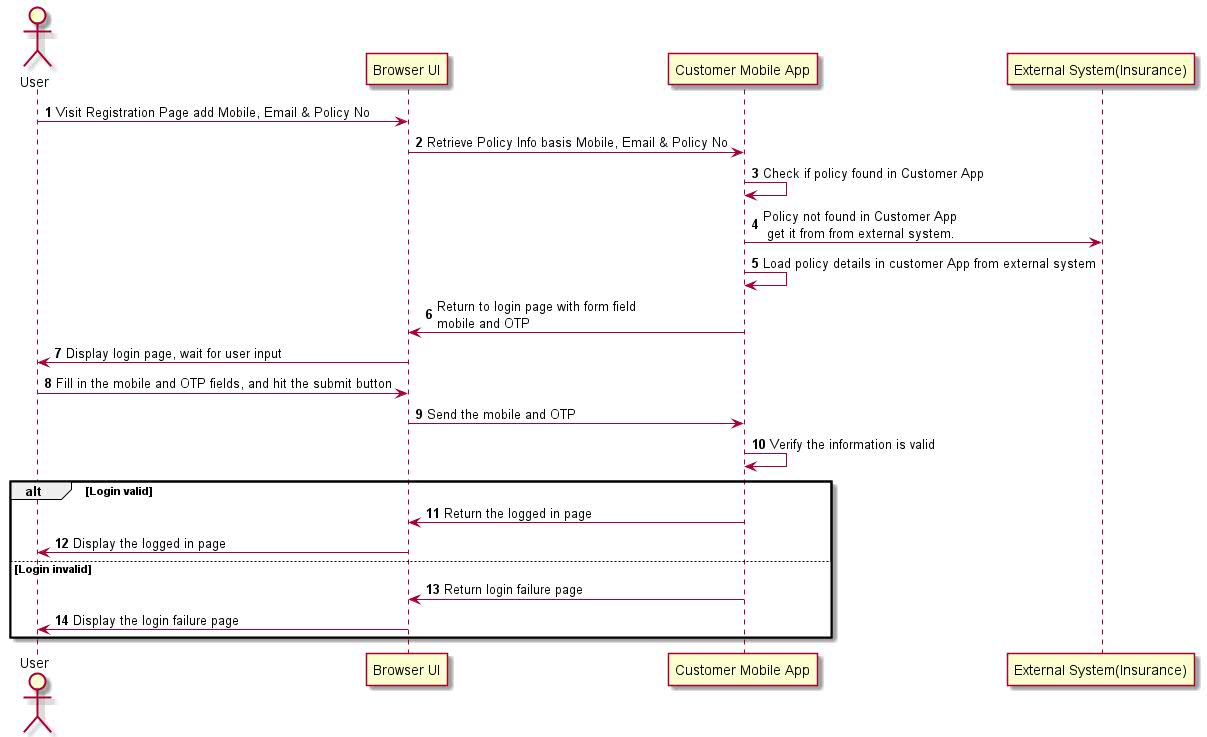 User
Browser UI
Customer Mobile App
External System(Insurance)
1 Visit Registration Page add Mobile, Email & Policy No
2 Retrieve Policy Info basis Mobile, Email & Policy No
3 Check if policy found in Customer App
4 Policy not found in Customer App
get it from from external system.
5 Load policy details in customer App from external system
6 Return to login page with form field
mobile and OTP
7 Display login page, wait for user input
8 Fill in the mobile and OTP fields, and hit the submit button
9 Send the mobile and OTP
10 Verify the information is valid
alt [Login valid]
11 Return the logged in page
12 Display the logged in page
[Login invalid]
13 Return login failure page
14 Display the login failure page
User
Browser UI
Customer Mobile App
External System(Insurance)